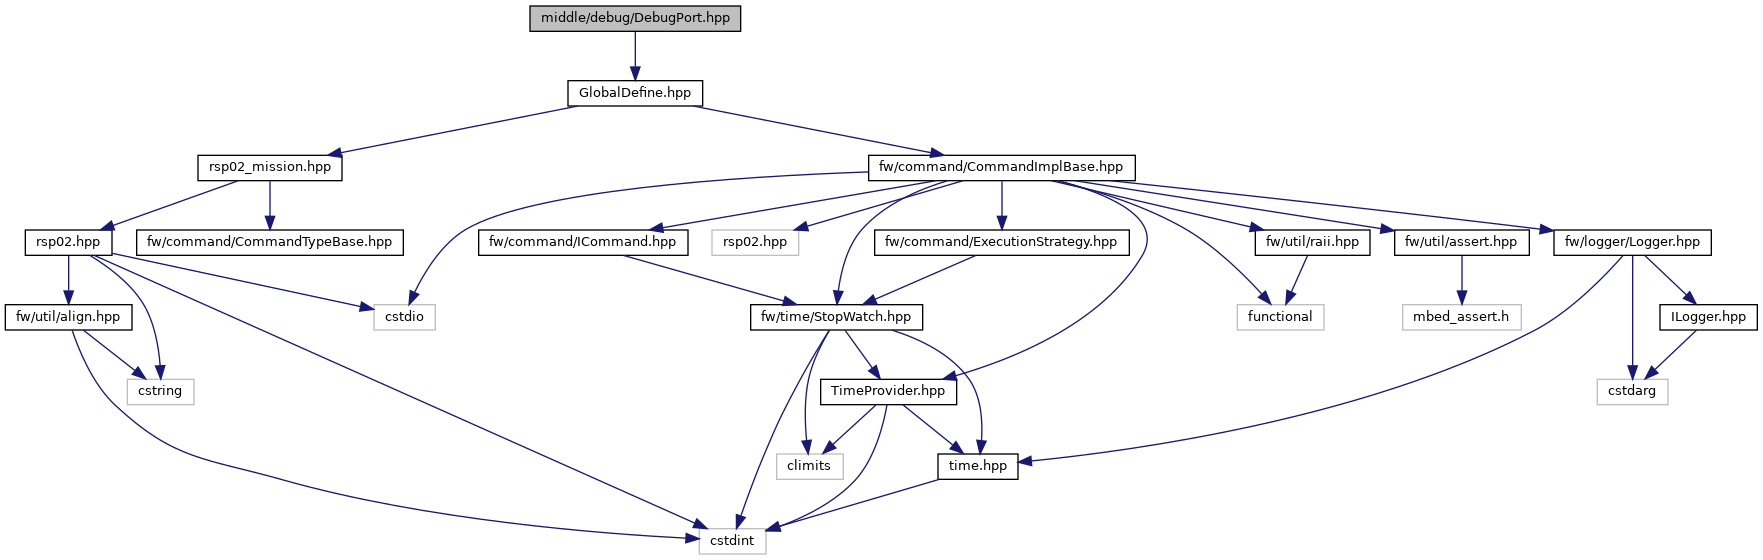 middle/debug/DebugPort.hpp
GlobalDefine.hpp
rsp02_mission.hpp
fw/command/CommandImplBase.hpp
rsp02.hpp
fw/command/CommandTypeBase.hpp
fw/command/ICommand.hpp
rsp02.hpp
fw/command/ExecutionStrategy.hpp
fw/util/raii.hpp
fw/util/assert.hpp
fw/logger/Logger.hpp
fw/util/align.hpp
cstdio
fw/time/StopWatch.hpp
functional
mbed_assert.h
ILogger.hpp
cstring
TimeProvider.hpp
cstdarg
climits
time.hpp
cstdint